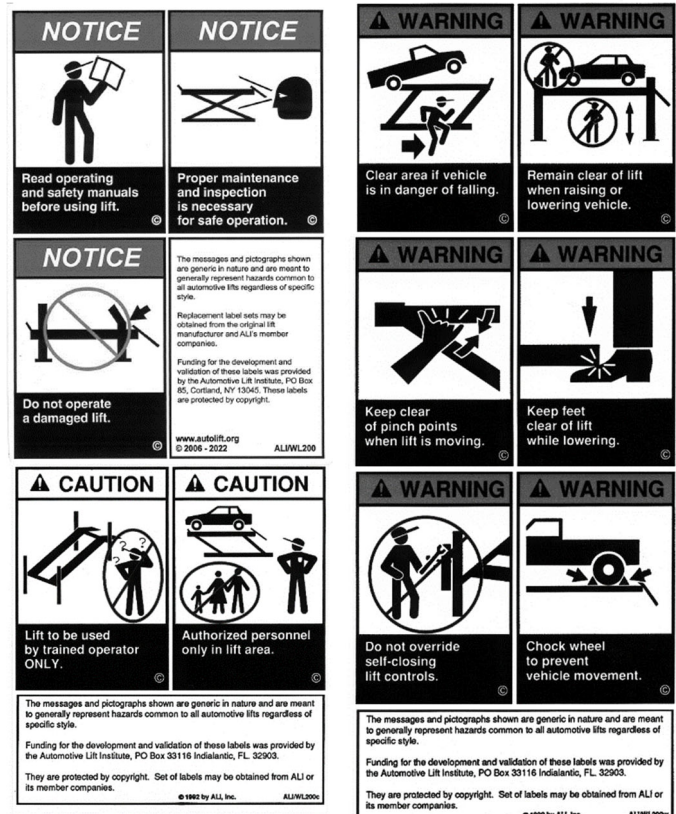 NOTICE
Read operating
and safety manuals
before using lift.
©
NOTICE
Proper maintenance
and inspection
is necessary
for safe operation.
©
NOTICE
Do not operate
a damaged lift.
©
The messages and pictographs shown
are generic in nature and are meant to
generally represent hazards common to
all automotive lifts regardless of specific
style.
Replacement label sets may be
obtained from the original lift
manufacturer and ALI's member
companies.
Funding for the development and
validation of these labels was provided
by the Automotive Lift Institute, PO Box
85, Cortland, NY 13045. These labels
are protected by copyright.
www.autolift.org
© 2006 - 2022 ALI/WL200
CAUTION
Lift to be used
by trained operator
ONLY.
©
? ?
CAUTION
Authorized personnel
only in lift area.
©
The messages and pictographs shown are generic in nature and are meant
to generally represent hazards common to all automotive lifts regardless of
specific style.
Funding for the development and validation of these labels was provided by
the Automotive Lift Institute, PO Box 33116 Indialantic, FL. 32903.
They are protected by copyright. Set of labels may be obtained from ALI or
its member companies.
© 1992 by ALI, Inc. ALI/WL200c
WARNING
Clear area if vehicle
is in danger of falling.
©
WARNING
Remain clear of lift
when raising or
lowering vehicle.
©
WARNING
Keep clear
of pinch points
when lift is moving.
©
WARNING
Keep feet
clear of lift
while lowering.
©
WARNING
Do not override
self-closing
lift controls.
©
WARNING
Chock wheel
to prevent
vehicle movement.
©
The messages and pictographs shown are generic in nature and are meant
to generally represent hazards common to all automotive lifts regardless of
specific style.
Funding for the development and validation of these labels was provided by
the Automotive Lift Institute, PO Box 33116 Indialantic, FL. 32903.
They are protected by copyright. Set of labels may be obtained from ALI or
its member companies.